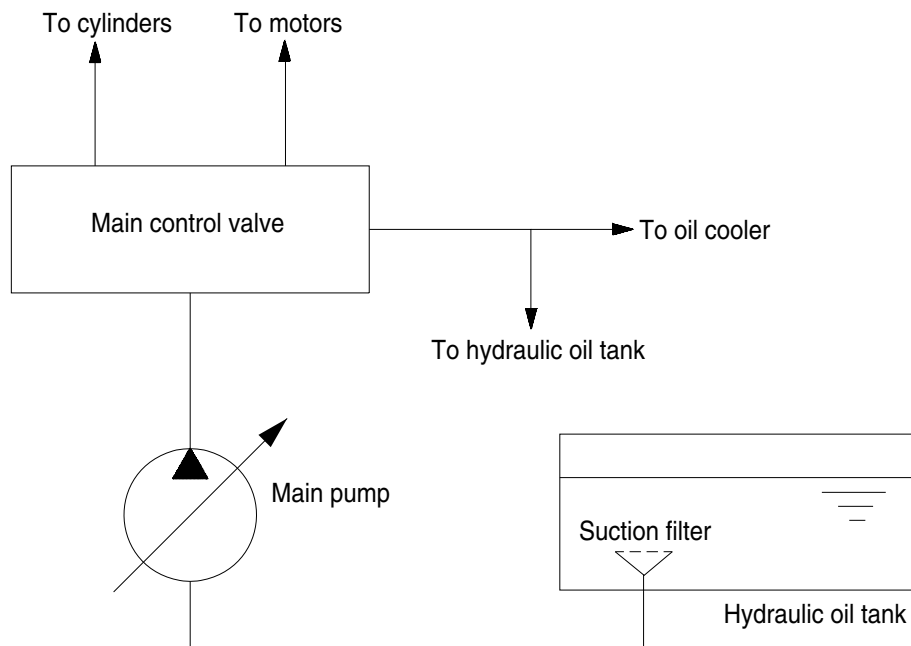 To cylinders
To motors
Main control valve
To oil cooler
To hydraulic oil tank
Main pump
Suction filter
Hydraulic oil tank